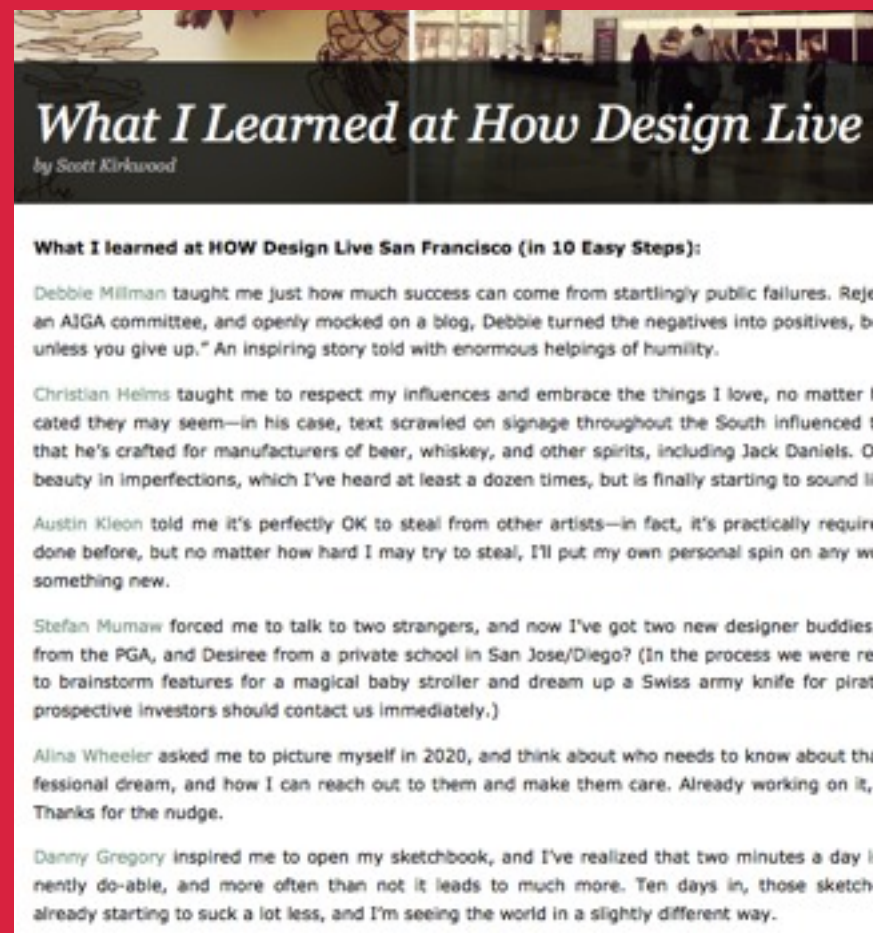 What I Learned at How Design Live
by Scott Kirkwood
What I learned at HOW Design Live San Francisco (in 10 Easy Steps):
Debbie Millman taught me just how much success can come from startlingly public failures. Reje
an AIGA committee, and openly mocked on a blog, Debbie turned the negatives into positives, b
unless you give up." An inspiring story told with enormous helpings of humility.
Christian Helms taught me to respect my influences and embrace the things I love, no matter
cated they may seem—in his case, text scrawled on signage throughout the South influenced t
that he's crafted for manufacturers of beer, whiskey, and other spirits, including Jack Daniels. O
beauty in imperfections, which I've heard at least a dozen times, but is finally starting to sound li
Austin Kleon told me it's perfectly OK to steal from other artists—in fact, it's practically require
done before, but no matter how hard I may try to steal, I'll put my own personal spin on any w
something new.
Stefan Mumaw forced me to talk to two strangers, and now I've got two new designer buddies
from the PGA, and Desiree from a private school in San Jose/Diego? (In the process we were re
to brainstorm features for a magical baby stroller and dream up a Swiss army knife for pirat
prospective investors should contact us immediately.)
Alina Wheeler asked me to picture myself in 2020, and think about who needs to know about tha
fessional dream, and how I can reach out to them and make them care. Already working on it,
Thanks for the nudge.
Danny Gregory inspired me to open my sketchbook, and I've realized that two minutes a day i
nently do-able, and more often than not it leads to much more. Ten days in, those sketch
already starting to suck a lot less, and I'm seeing the world in a slightly different way.